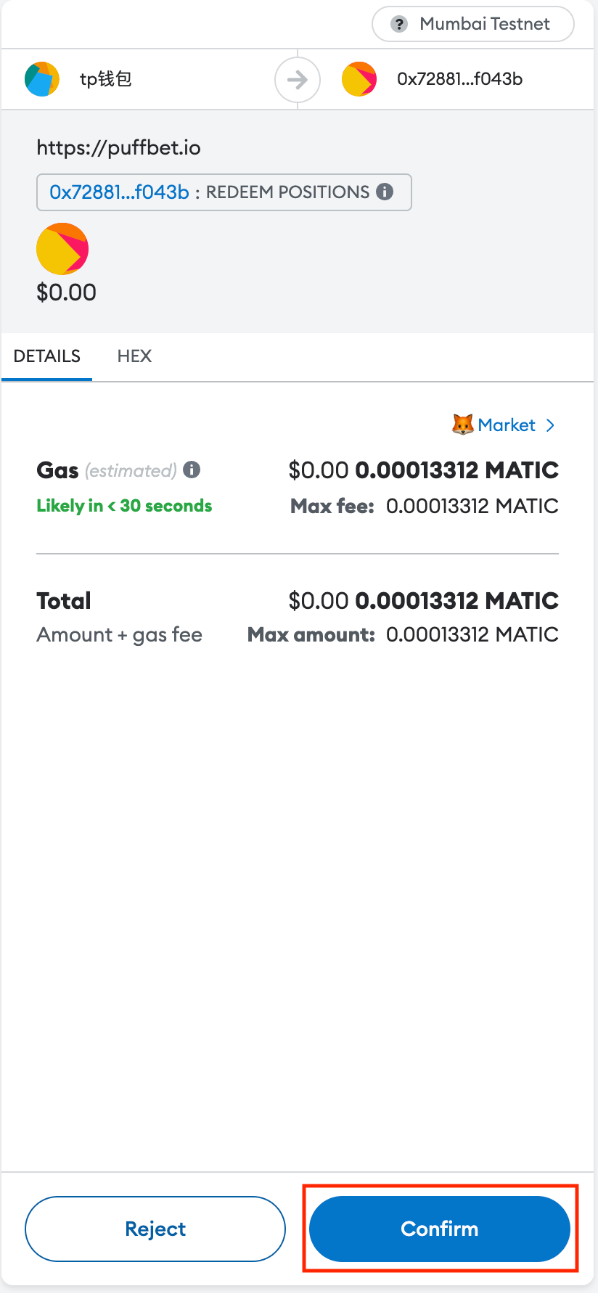 Mumbai Testnet
tp钱包
0x72881...f043b
https://puffbet.io
0x72881...f043b : REDEEM POSITIONS
$0.00
DETAILS HEX
Market
Gas (estimated) $0.00 0.00013312 MATIC
Likely in < 30 seconds Max fee: 0.00013312 MATIC
Total $0.00 0.00013312 MATIC
Amount + gas fee Max amount: 0.00013312 MATIC
Reject Confirm